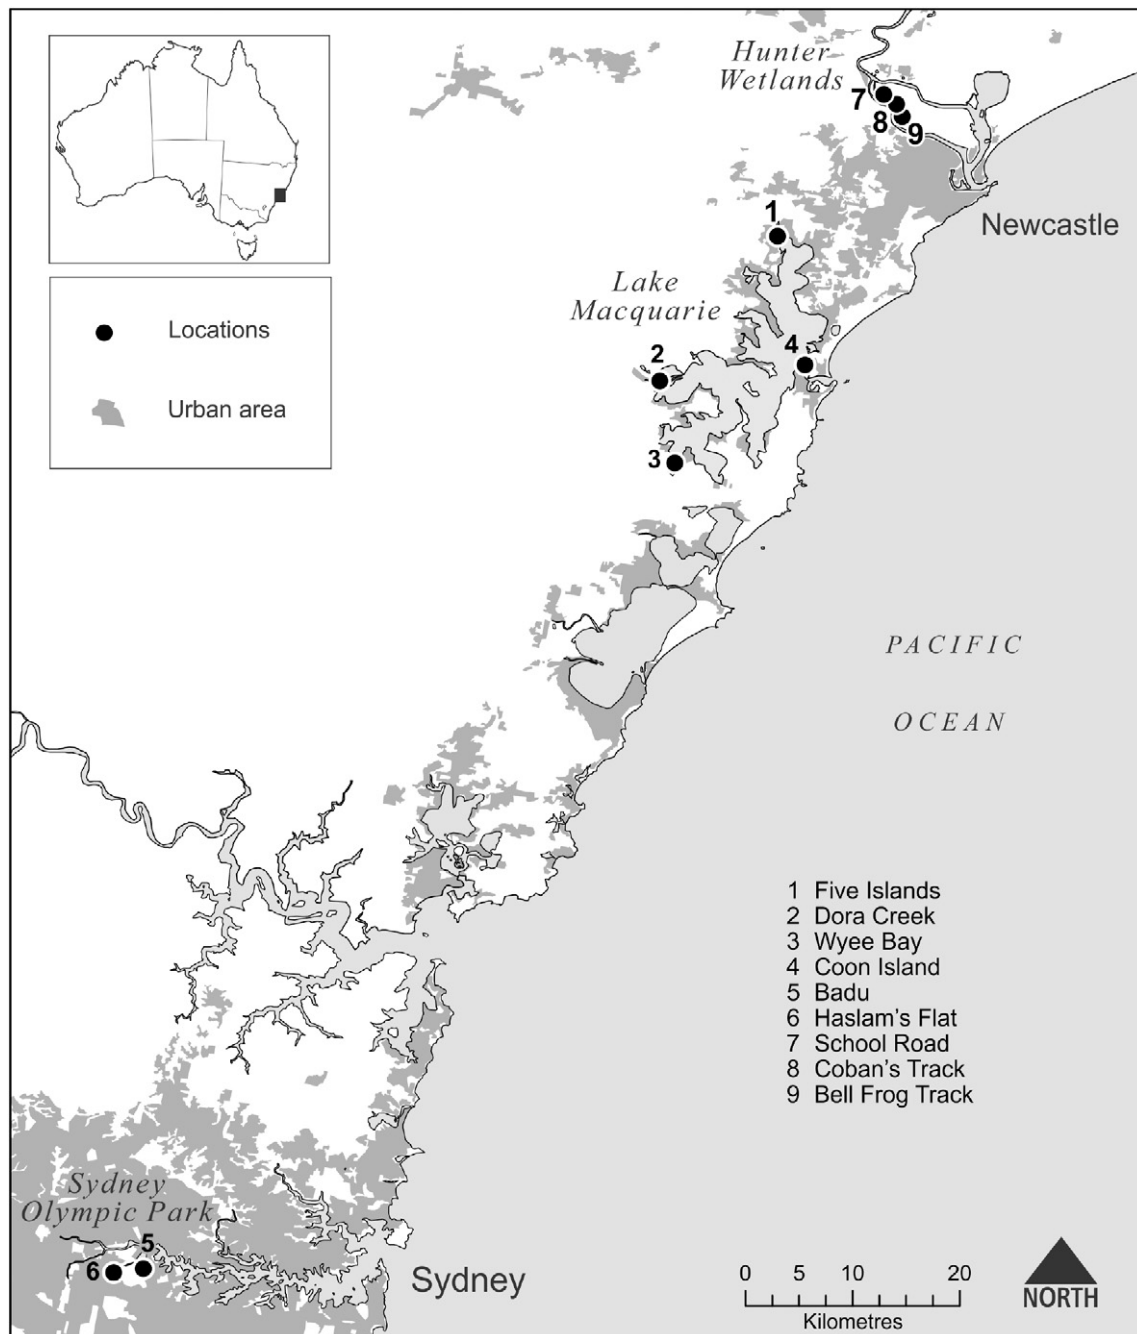 Hunter
Wetlands
7
8
9
Newcastle
1
Lake
Macquarie
4
2
3
Locations
Urban area
PACIFIC
OCEAN
1 Five Islands
2 Dora Creek
3 Wyee Bay
4 Coon Island
5 Badu
6 Haslam's Flat
7 School Road
8 Coban's Track
9 Bell Frog Track
Sydney
Olympic Park
5
6
Sydney
0 5 10 20
Kilometres
NORTH